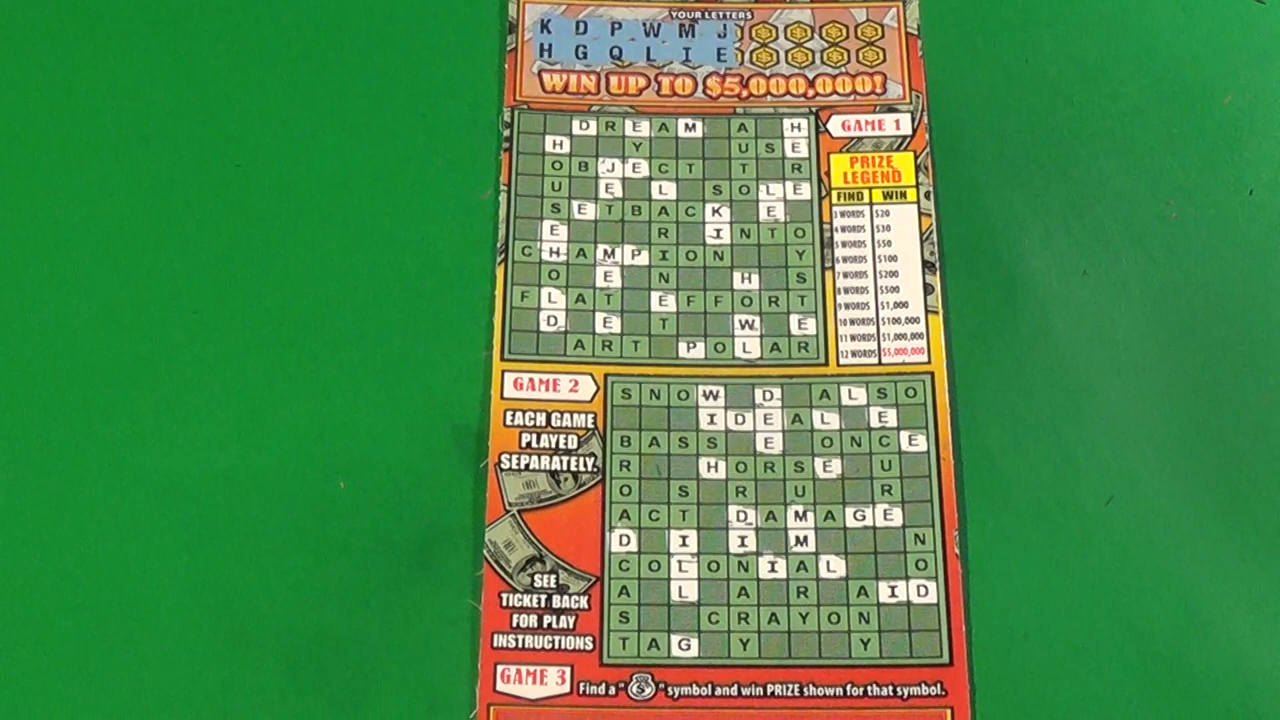 YOUR LETTERS
K D P W M J
H G Q L I E
WIN UP TO $5,000,000!
GAME 1
PRIZE LEGEND
FIND WIN
3 WORDS $20
4 WORDS $30
5 WORDS $50
6 WORDS $100
7 WORDS $200
8 WORDS $500
9 WORDS $1,000
10 WORDS $100,000
11 WORDS $1,000,000
12 WORDS $5,000,000
D R E A M A H
H Y U S E
O B J E C T T R
U E L S O L E
S E T B A C K E
E R I N T O
C H A M P I O N Y
O E N H S
F L A T E F F O R T
D E T W E
A R T P O L A R
GAME 2
EACH GAME
PLAYED
SEPARATELY.
SEE
TICKET BACK
FOR PLAY
INSTRUCTIONS
S N O W D A L S O
I D E A L E
B A S S E O N C E
R H O R S E U
O S R U R
A C T D A M A G E
D I I M N
C O L O N I A L O
A L A R A I D
S C R A Y O N
T A G Y Y
GAME 3
Find a " $ " symbol and win PRIZE shown for that symbol.